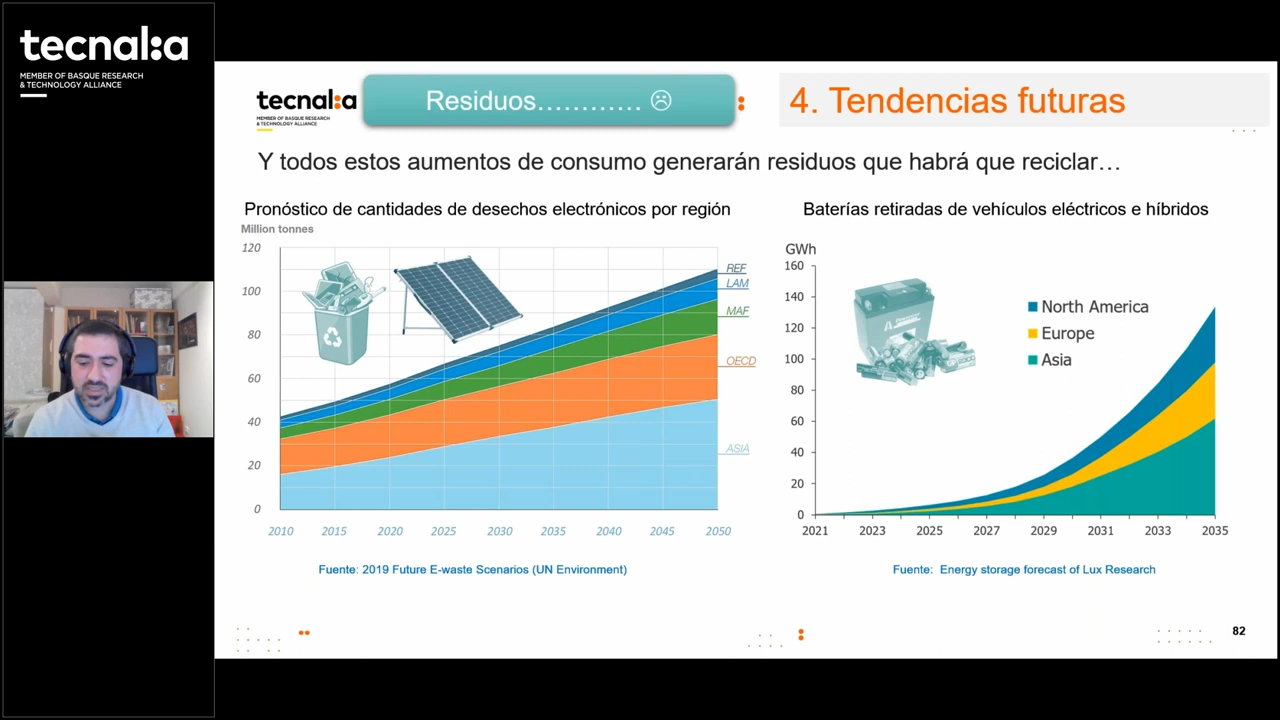 tecnal:a
MEMBER OF BASQUE RESEARCH
& TECHNOLOGY ALLIANCE
tecnal:a
MEMBER OF BASQUE RESEARCH
& TECHNOLOGY ALLIANCE
Residuos............ ☹
4. Tendencias futuras
Y todos estos aumentos de consumo generarán residuos que habrá que reciclar…
Pronóstico de cantidades de desechos electrónicos por región
Million tonnes
120
100
80
60
40
20
0
2010 2015 2020 2025 2030 2035 2040 2045 2050
REF
LAM
MAF
OECD
ASIA
Fuente: 2019 Future E-waste Scenarios (UN Environment)
Baterías retiradas de vehículos eléctricos e híbridos
GWh
160
140
120
100
80
60
40
20
0
2021 2023 2025 2027 2029 2031 2033 2035
North America
Europe
Asia
Fuente: Energy storage forecast of Lux Research
82